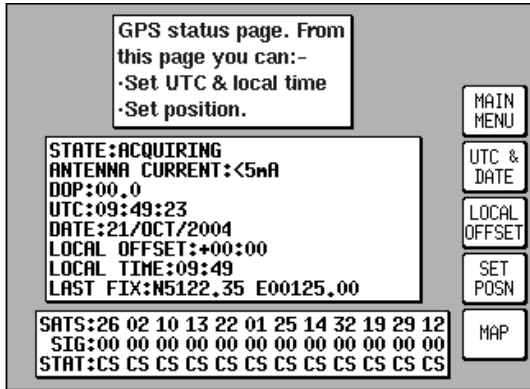 GPS status page. From
this page you can:-
·Set UTC & local time
·Set position.
STATE:ACQUIRING
ANTENNA CURRENT:<5mA
DOP:00.0
UTC:09:49:23
DATE:21/OCT/2004
LOCAL OFFSET:+00:00
LOCAL TIME:09:49
LAST FIX:N5122.35 E00125.00
SATS:26 02 10 13 22 01 25 14 32 19 29 12
SIG:00 00 00 00 00 00 00 00 00 00 00 00
STAT:CS CS CS CS CS CS CS CS CS CS CS CS
MAIN
MENU
UTC &
DATE
LOCAL
OFFSET
SET
POSN
MAP